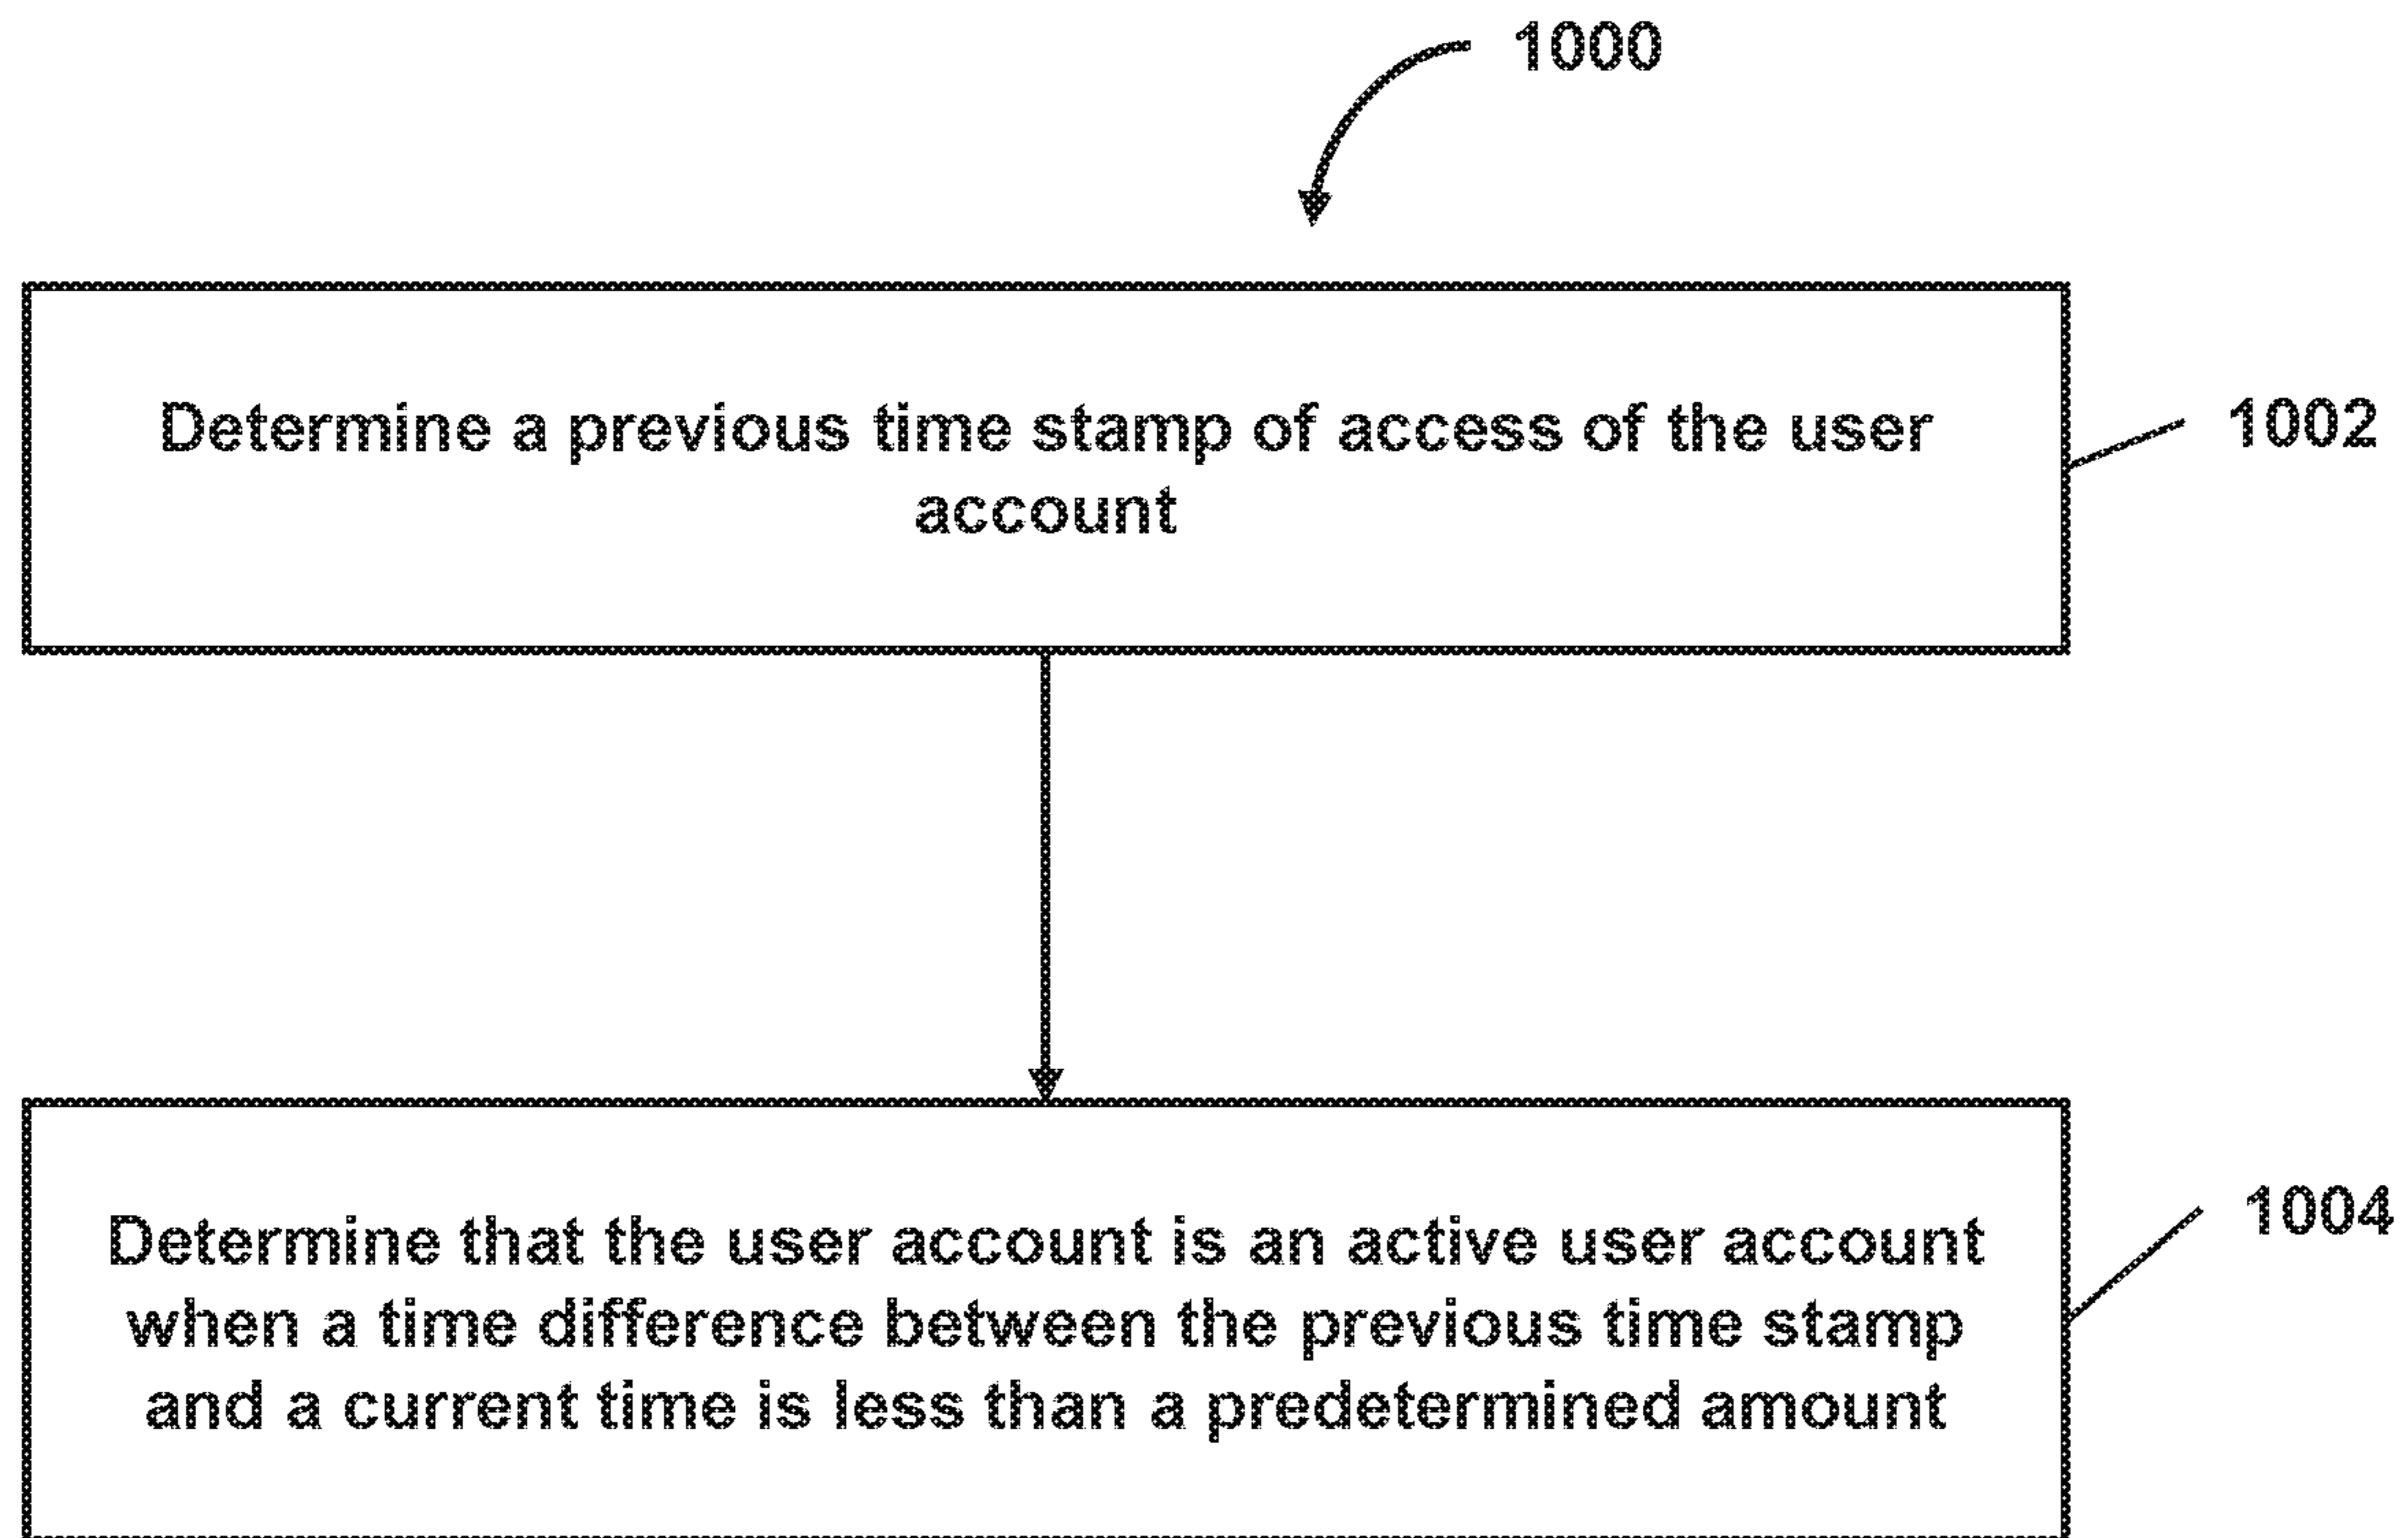 1000
Determine a previous time stamp of access of the user
account
1002
Determine that the user account is an active user account
when a time difference between the previous time stamp
and a current time is less than a predetermined amount
1004